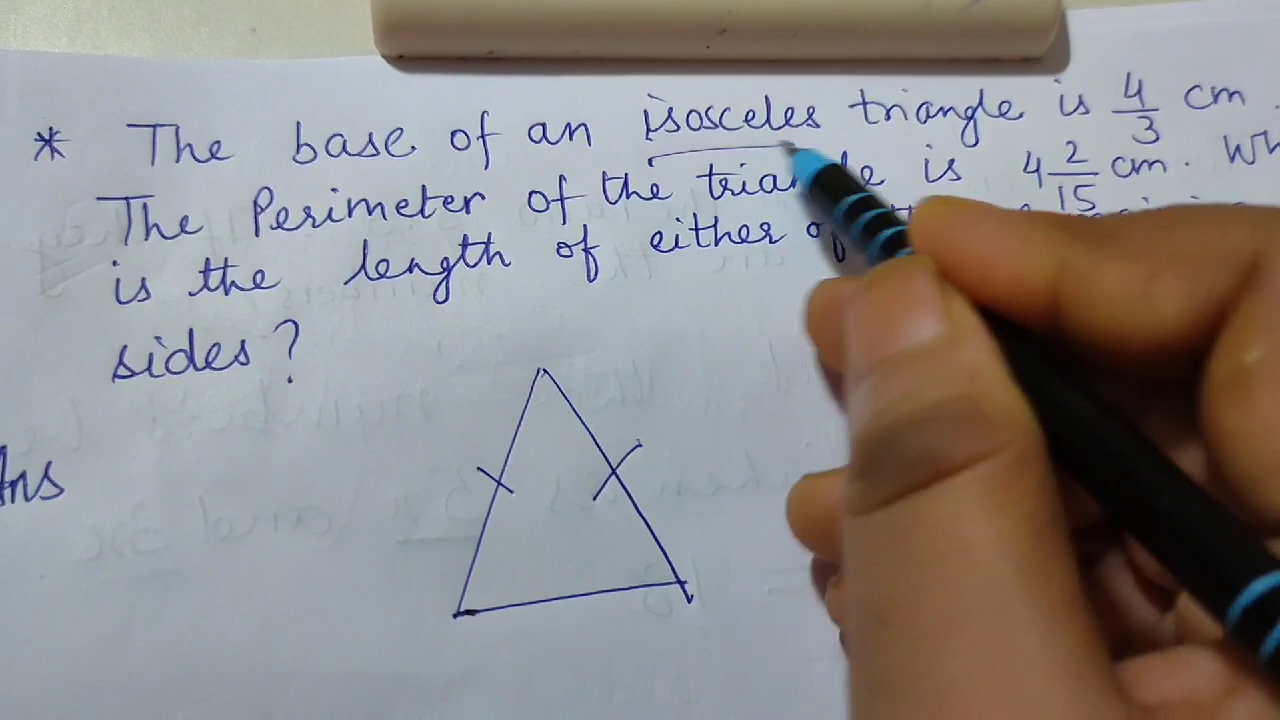 * The base of an isosceles triangle is 4/3 cm.
The Perimeter of the triangle is 4 2/15 cm.
is the length of either of
sides?
Ans